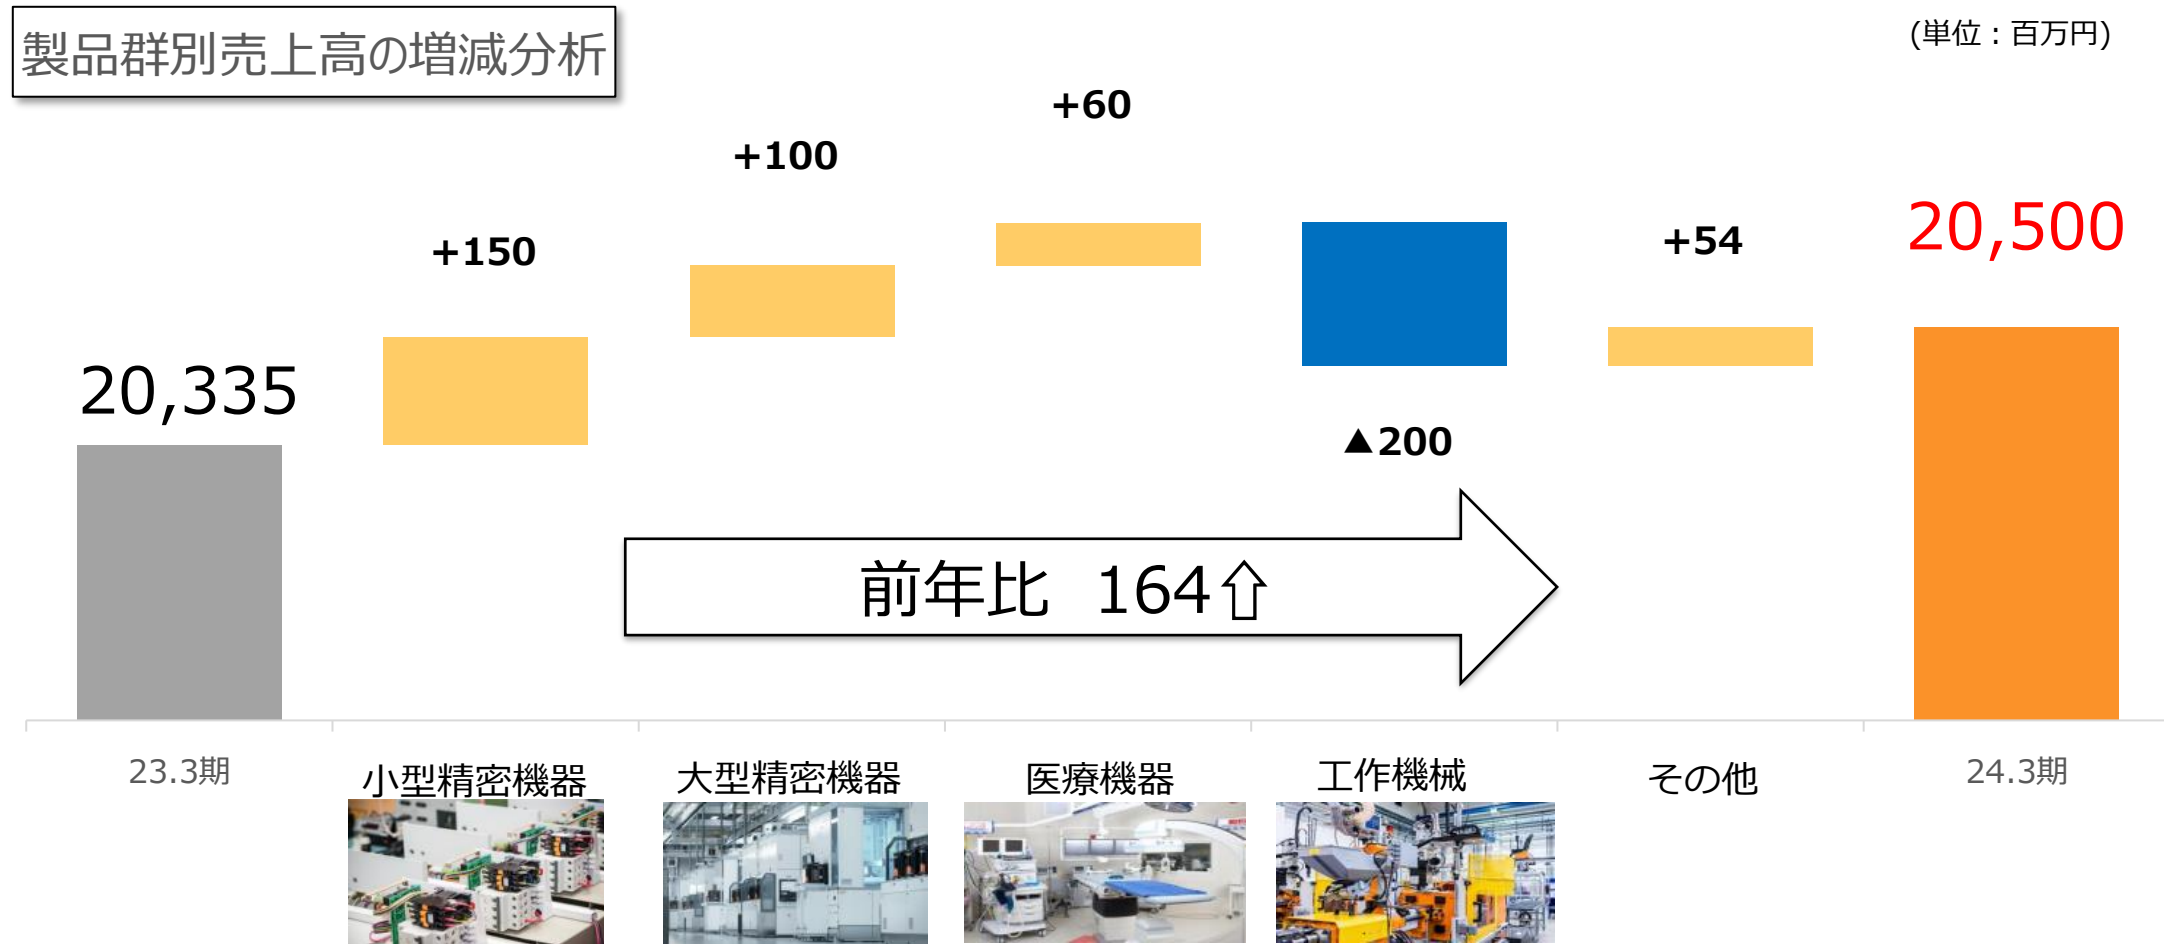 製品群別売上高の増減分析
(単位：百万円)
+60
+100
+150
+54
20,500
20,335
▲200
前年比 164⇧
23.3期
小型精密機器
大型精密機器
医療機器
工作機械
その他
24.3期